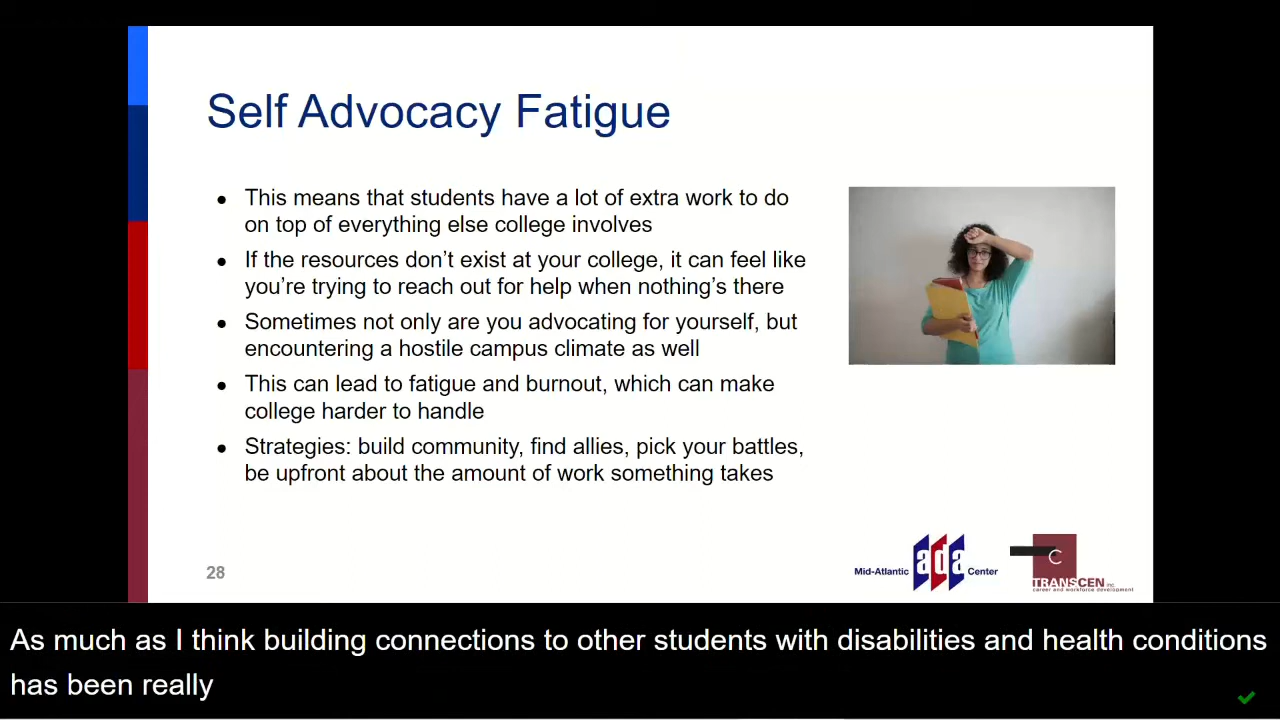 Self Advocacy Fatigue
● This means that students have a lot of extra work to do
on top of everything else college involves
● If the resources don’t exist at your college, it can feel like
you’re trying to reach out for help when nothing’s there
● Sometimes not only are you advocating for yourself, but
encountering a hostile campus climate as well
● This can lead to fatigue and burnout, which can make
college harder to handle
● Strategies: build community, find allies, pick your battles,
be upfront about the amount of work something takes
28
Mid-Atlantic ada Center
C
TRANSCEN inc.
career and workforce development
As much as I think building connections to other students with disabilities and health conditions
has been really